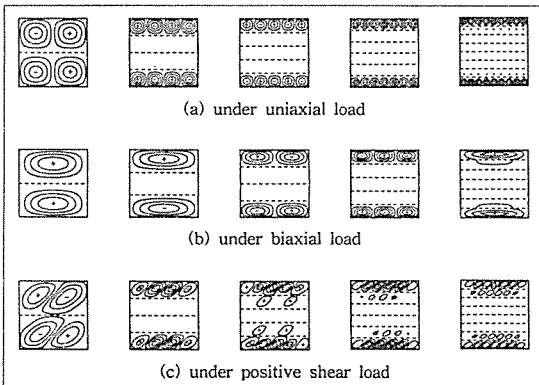 (a) under uniaxial load
(b) under biaxial load
(c) under positive shear load